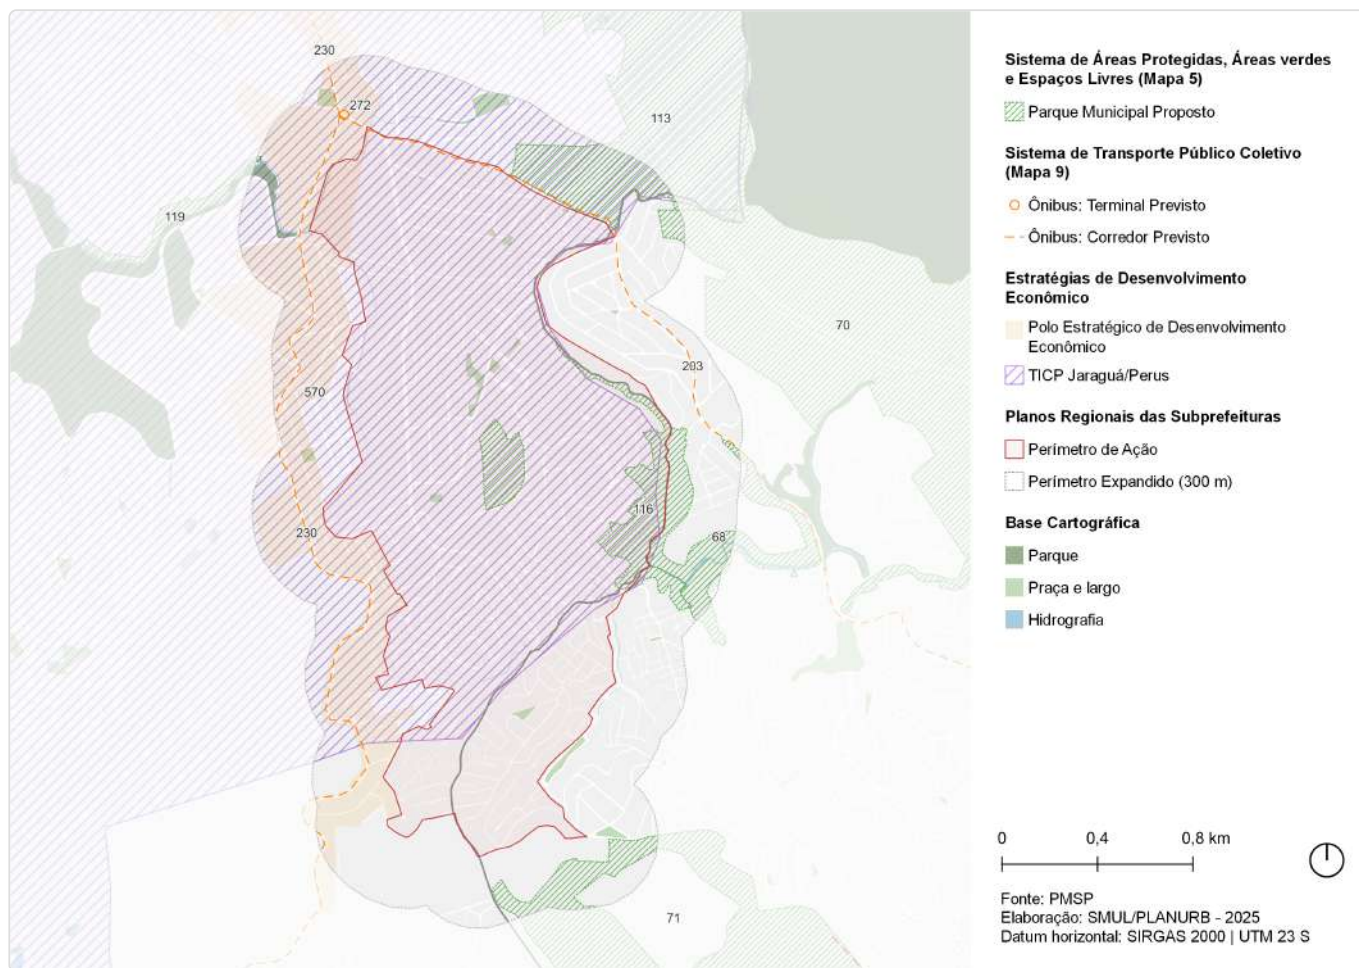 230
272
113
119
70
203
570
116
230
68
71
Sistema de Áreas Protegidas, Áreas verdes
e Espaços Livres (Mapa 5)
Parque Municipal Proposto
Sistema de Transporte Público Coletivo
(Mapa 9)
Ônibus: Terminal Previsto
Ônibus: Corredor Previsto
Estratégias de Desenvolvimento
Econômico
Polo Estratégico de Desenvolvimento
Econômico
TICP Jaraguá/Perus
Planos Regionais das Subprefeituras
Perímetro de Ação
Perímetro Expandido (300 m)
Base Cartográfica
Parque
Praça e largo
Hidrografia
0 0,4 0,8 km
Fonte: PMSP
Elaboração: SMUL/PLANURB - 2025
Datum horizontal: SIRGAS 2000 | UTM 23 S